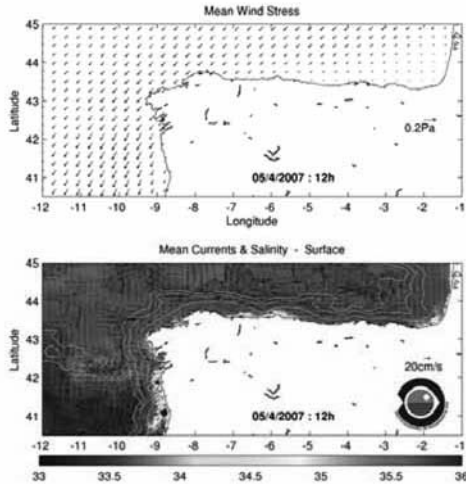 Mean Wind Stress
45
44
43
42
41
Latitude
0.2Pa
05/4/2007 : 12h
-12 -11 -10 -9 -8 -7 -6 -5 -4 -3 -2 -1
Longitude
Mean Currents & Salinity - Surface
45
44
43
42
41
Latitude
20cm/s
05/4/2007 : 12h
-12 -11 -10 -9 -8 -7 -6 -5 -4 -3 -2 -1
33 33.5 34 34.5 35 35.5 36